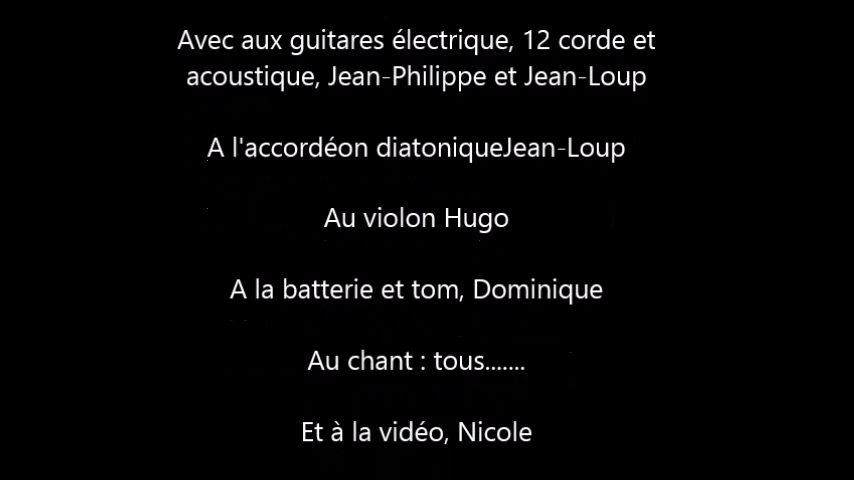 Avec aux guitares électrique, 12 corde et
acoustique, Jean-Philippe et Jean-Loup
A l'accordéon diatoniqueJean-Loup
Au violon Hugo
A la batterie et tom, Dominique
Au chant : tous.......
Et à la vidéo, Nicole